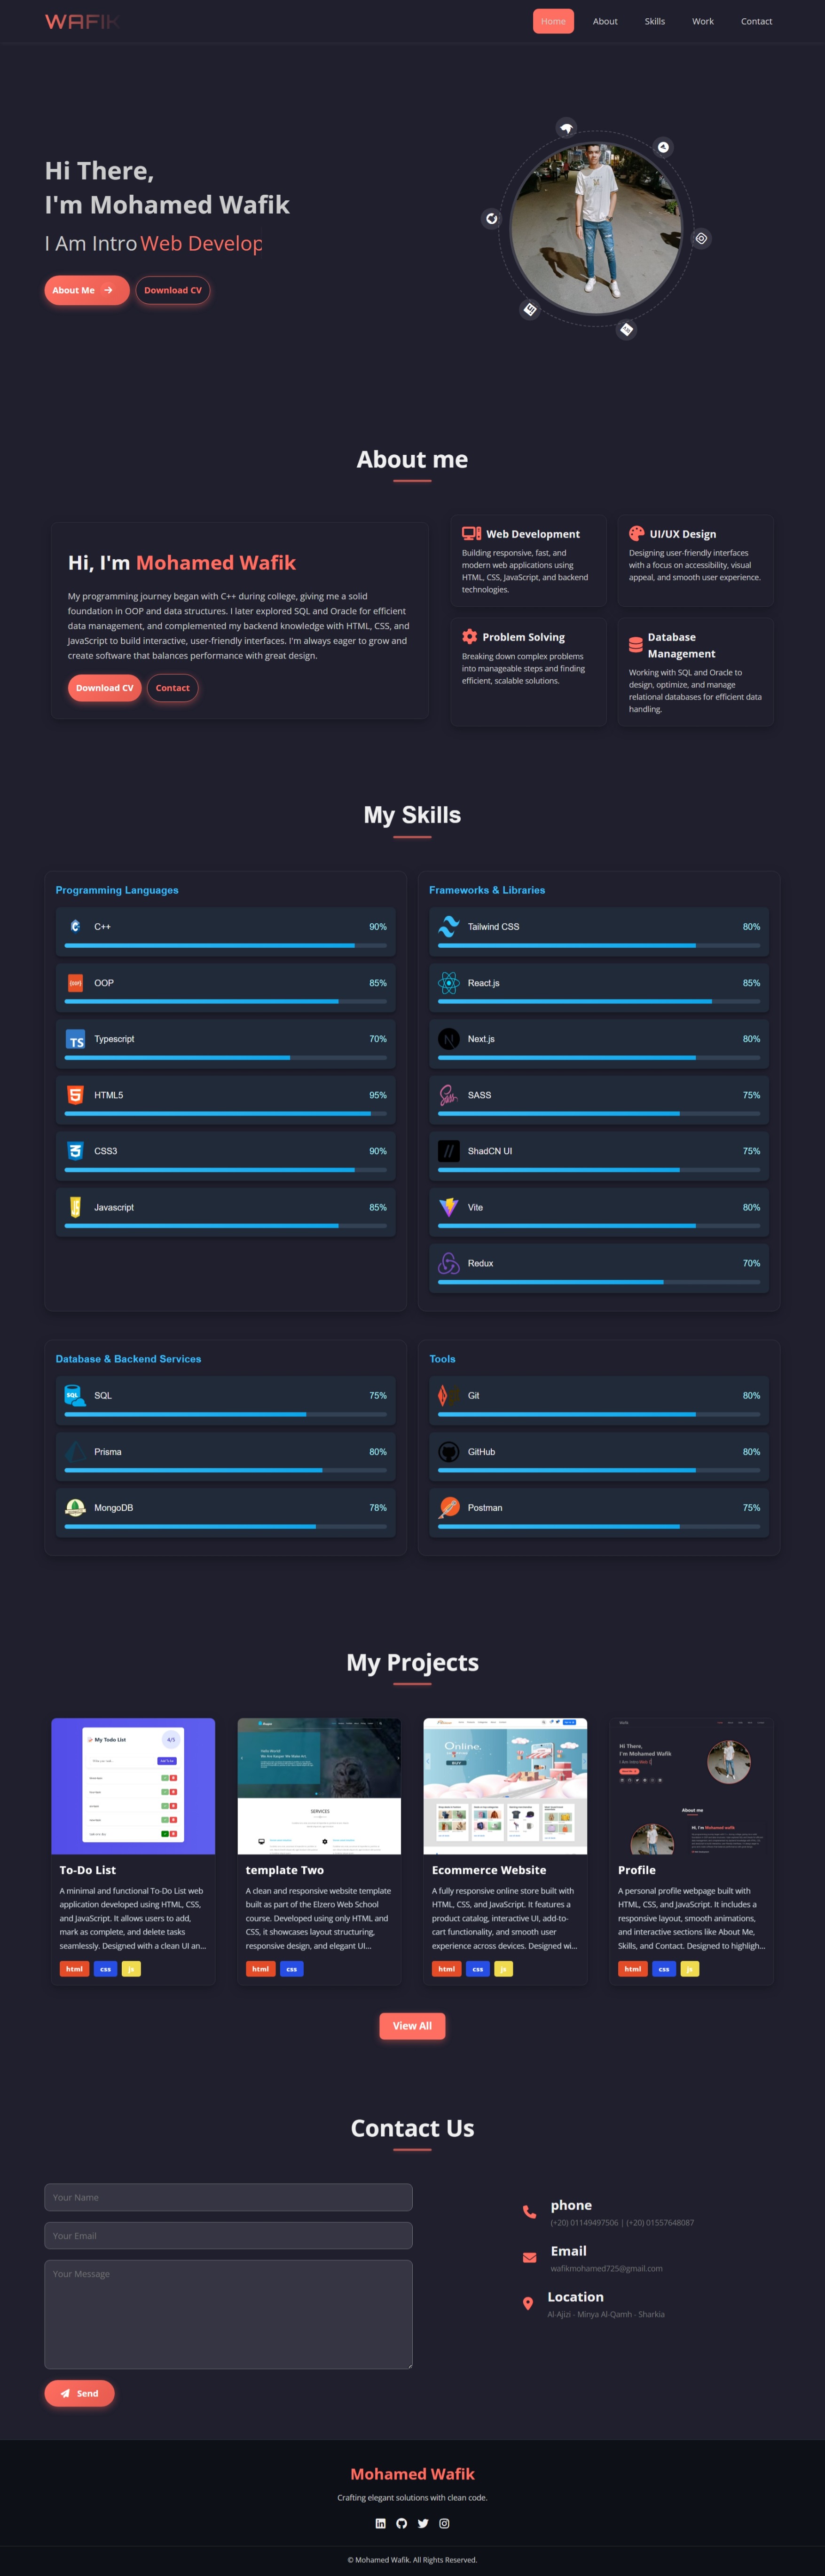 WAFIK
Home
About
Skills
Work
Contact
Hi There,
I'm Mohamed Wafik
I Am Intro Web Develop
About Me
Download CV
About me
Hi, I'm Mohamed Wafik
My programming journey began with C++ during college, giving me a solid
foundation in OOP and data structures. I later explored SQL and Oracle for efficient
data management, and complemented my backend knowledge with HTML, CSS, and
JavaScript to build interactive, user-friendly interfaces. I'm always eager to grow and
create software that balances performance with great design.
Download CV
Contact
Web Development
Building responsive, fast, and
modern web applications using
HTML, CSS, JavaScript, and backend
technologies.
UI/UX Design
Designing user-friendly interfaces
with a focus on accessibility, visual
appeal, and smooth user experience.
Problem Solving
Breaking down complex problems
into manageable steps and finding
efficient, scalable solutions.
Database
Management
Working with SQL and Oracle to
design, optimize, and manage
relational databases for efficient data
handling.
My Skills
Programming Languages
C++ 90%
OOP 85%
TS Typescript 70%
HTML5 95%
CSS3 90%
JS Javascript 85%
Frameworks & Libraries
Tailwind CSS 80%
React.js 85%
Next.js 80%
SASS 75%
ShadCN UI 75%
Vite 80%
Redux 70%
Database & Backend Services
SQL SQL 75%
Prisma 80%
MongoDB 78%
Tools
Git 80%
GitHub 80%
Postman 75%
My Projects
My Todo List
4/5
To-Do List
A minimal and functional To-Do List web
application developed using HTML, CSS,
and JavaScript. It allows users to add,
mark as complete, and delete tasks
seamlessly. Designed with a clean UI an...
html css js
SERVICES
template Two
A clean and responsive website template
built as part of the Elzero Web School
course. Developed using only HTML and
CSS, it showcases layout structuring,
responsive design, and elegant UI...
html css
Online.
Ecommerce Website
A fully responsive online store built with
HTML, CSS, and JavaScript. It features a
product catalog, interactive UI, add-to-
cart functionality, and smooth user
experience across devices. Designed wi...
html css js
Hi There,
I'm Mohamed Wafik
About me
Hi, I'm Mohamed wafik
Profile
A personal profile webpage built with
HTML, CSS, and JavaScript. It includes a
responsive layout, smooth animations,
and interactive sections like About Me,
Skills, and Contact. Designed to highligh...
html css js
View All
Contact Us
Your Name
Your Email
Your Message
Send
phone
(+20) 01149497506 | (+20) 01557648087
Email
wafikmohamed725@gmail.com
Location
Al-Ajizi - Minya Al-Qamh - Sharkia
Mohamed Wafik
Crafting elegant solutions with clean code.
© Mohamed Wafik. All Rights Reserved.